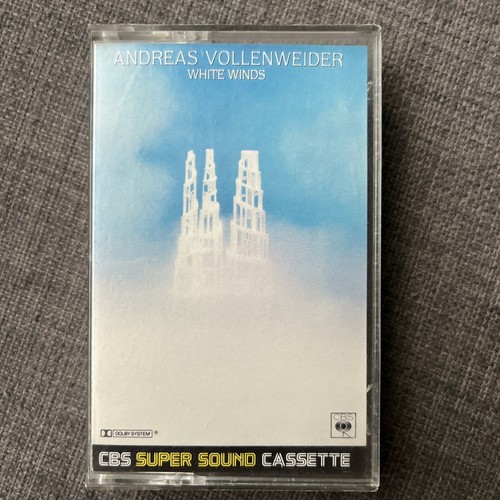 ANDREAS VOLLENWEIDER
WHITE WINDS
DOLBY SYSTEM ®
CBS
CBS SUPER SOUND CASSETTE